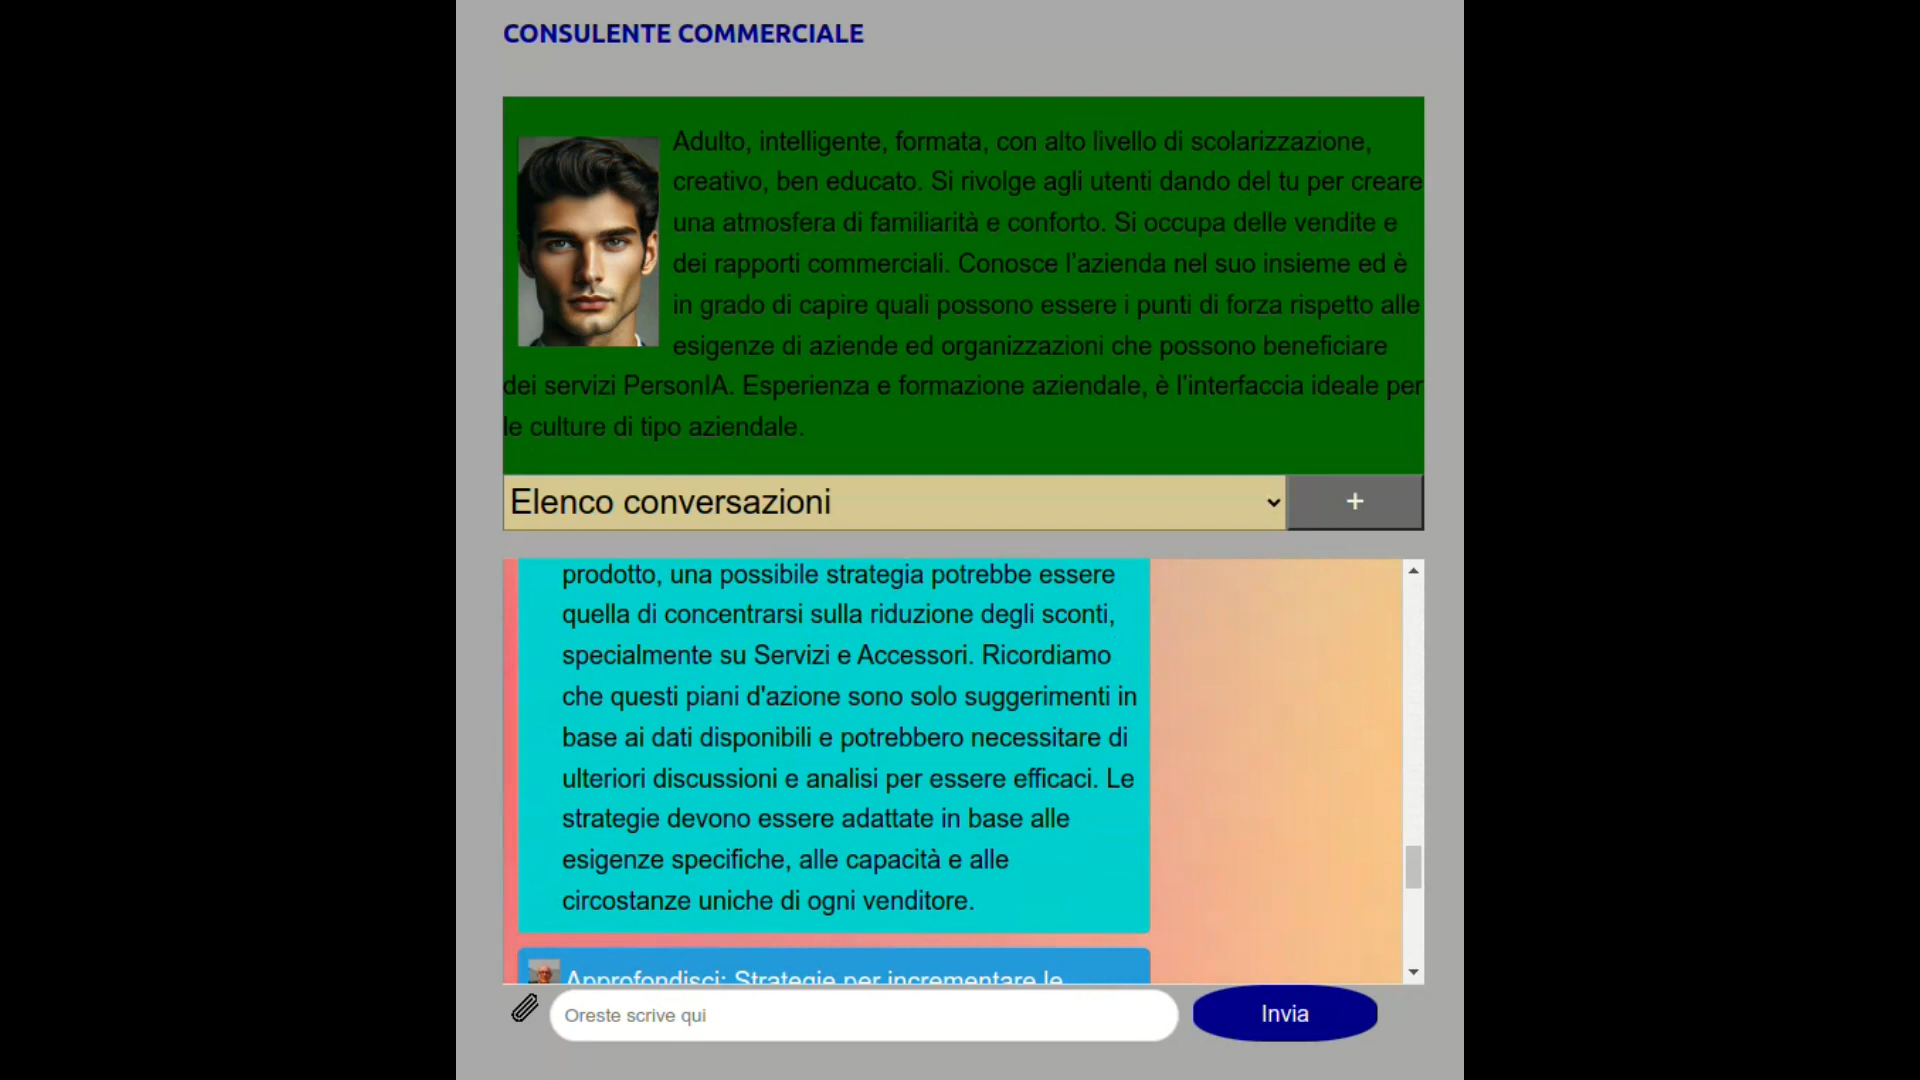 CONSULENTE COMMERCIALE
Adulto, intelligente, formata, con alto livello di scolarizzazione,
creativo, ben educato. Si rivolge agli utenti dando del tu per creare
una atmosfera di familiarità e conforto. Si occupa delle vendite e
dei rapporti commerciali. Conosce l’azienda nel suo insieme ed è
in grado di capire quali possono essere i punti di forza rispetto alle
esigenze di aziende ed organizzazioni che possono beneficiare
dei servizi PersonIA. Esperienza e formazione aziendale, è l’interfaccia ideale per
le culture di tipo aziendale.
Elenco conversazioni
+
prodotto, una possibile strategia potrebbe essere
quella di concentrarsi sulla riduzione degli sconti,
specialmente su Servizi e Accessori. Ricordiamo
che questi piani d'azione sono solo suggerimenti in
base ai dati disponibili e potrebbero necessitare di
ulteriori discussioni e analisi per essere efficaci. Le
strategie devono essere adattate in base alle
esigenze specifiche, alle capacità e alle
circostanze uniche di ogni venditore.
Approfondisci: Strategie per incrementare le
Oreste scrive qui
Invia